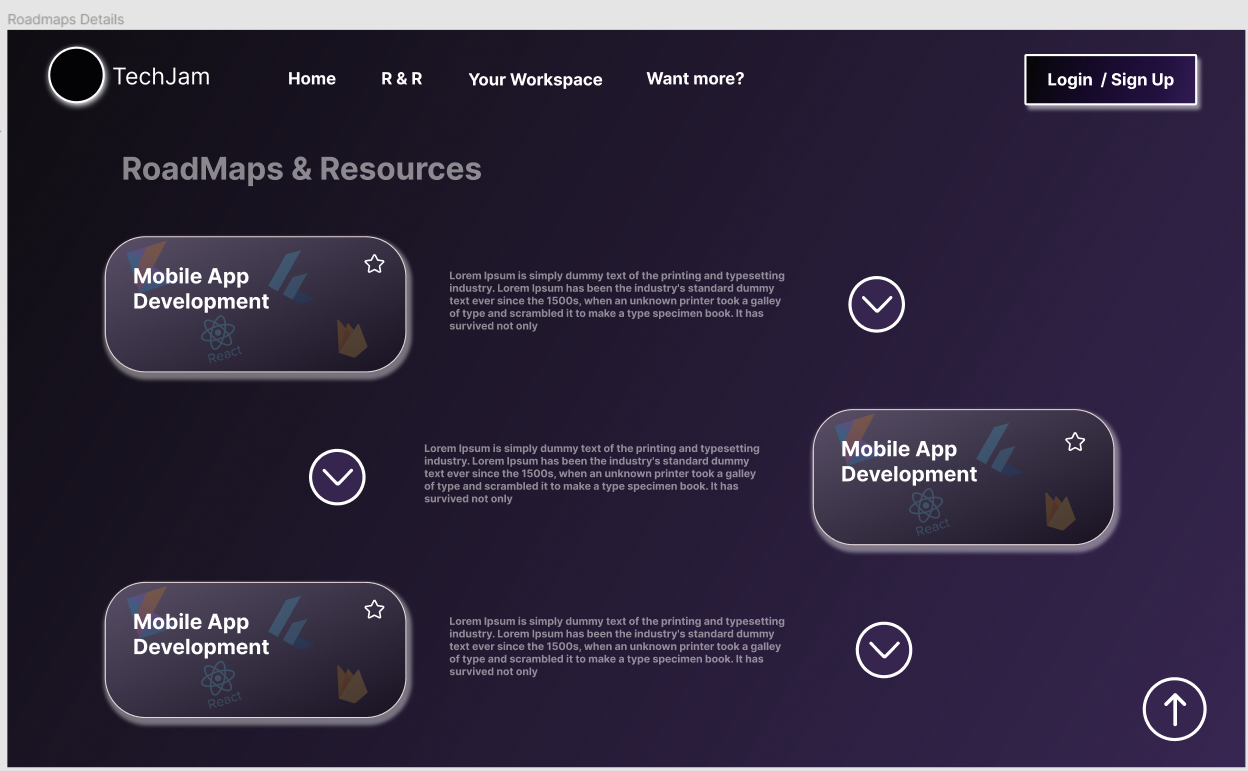 Roadmaps Details
TechJam
Home
R & R
Your Workspace
Want more?
Login / Sign Up
RoadMaps & Resources
Mobile App
Development
React
Lorem Ipsum is simply dummy text of the printing and typesetting
industry. Lorem Ipsum has been the industry's standard dummy
text ever since the 1500s, when an unknown printer took a galley
of type and scrambled it to make a type specimen book. It has
survived not only
Lorem Ipsum is simply dummy text of the printing and typesetting
industry. Lorem Ipsum has been the industry's standard dummy
text ever since the 1500s, when an unknown printer took a galley
of type and scrambled it to make a type specimen book. It has
survived not only
Mobile App
Development
React
Mobile App
Development
React
Lorem Ipsum is simply dummy text of the printing and typesetting
industry. Lorem Ipsum has been the industry's standard dummy
text ever since the 1500s, when an unknown printer took a galley
of type and scrambled it to make a type specimen book. It has
survived not only